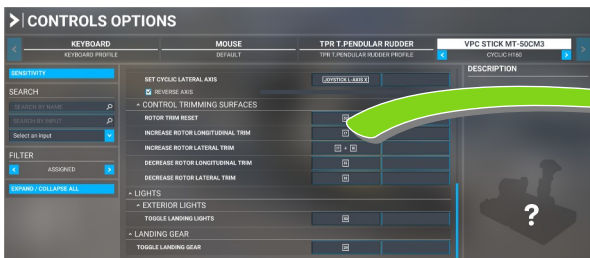 CONTROLS OPTIONS
KEYBOARD
KEYBOARD PROFILE
MOUSE
DEFAULT
TPR T.PENDULAR RUDDER
TPR T.PENDULAR RUDDER PROFILE
VPC STICK MT-50CM3
CYCLIC H160
SENSITIVITY
SEARCH
SEARCH BY NAME
SEARCH BY INPUT
Select an input
FILTER
ASSIGNED
EXPAND / COLLAPSE ALL
SET CYCLIC LATERAL AXIS JOYSTICK L-AXIS X
REVERSE AXIS
CONTROL TRIMMING SURFACES
ROTOR TRIM RESET
INCREASE ROTOR LONGITUDINAL TRIM
INCREASE ROTOR LATERAL TRIM
DECREASE ROTOR LONGITUDINAL TRIM
DECREASE ROTOR LATERAL TRIM
LIGHTS
EXTERIOR LIGHTS
TOGGLE LANDING LIGHTS
LANDING GEAR
TOGGLE LANDING GEAR
DESCRIPTION
?